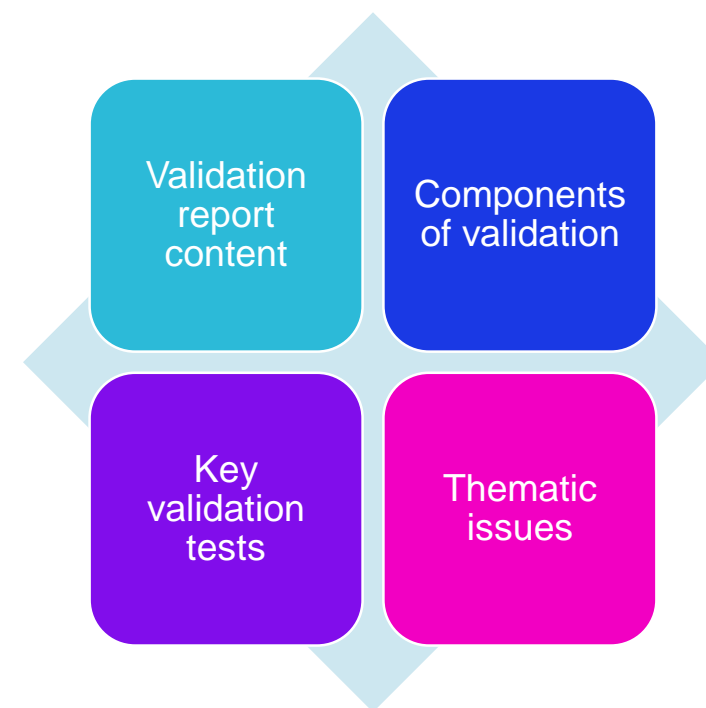 Validation
report
content
Components
of validation
Key
validation
tests
Thematic
issues